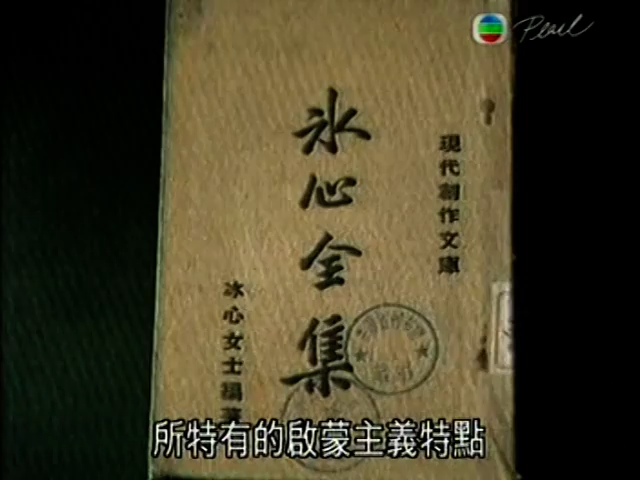 Pearl
現代創作文庫
冰心全集
冰心女士編著
所特有的啟蒙主義特點